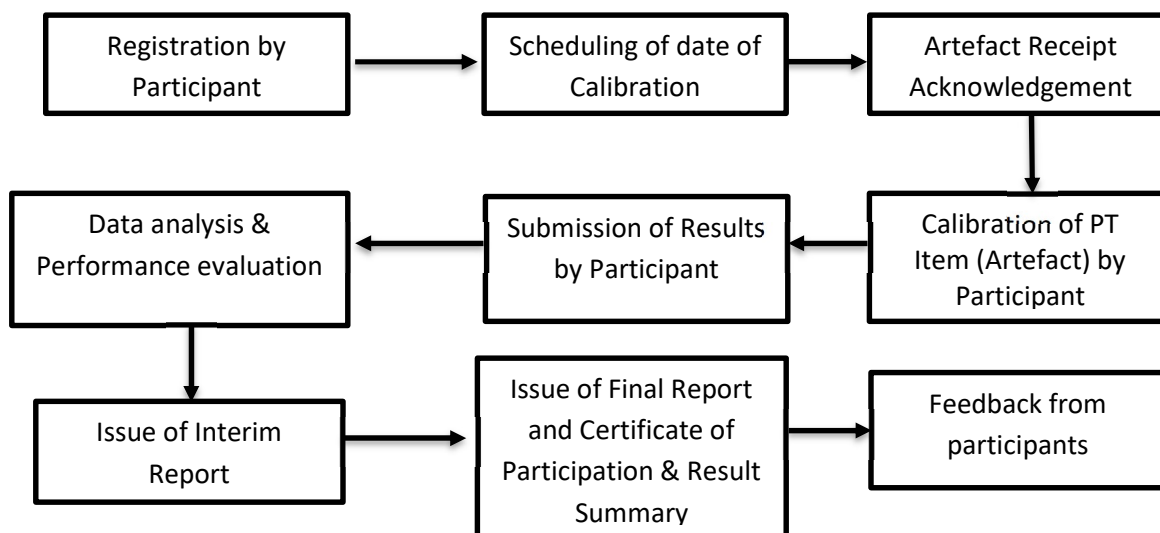 Registration by
Participant
Scheduling of date of
Calibration
Artefact Receipt
Acknowledgement
Calibration of PT
Item (Artefact) by
Participant
Submission of Results
by Participant
Data analysis &
Performance evaluation
Issue of Interim
Report
Issue of Final Report
and Certificate of
Participation & Result
Summary
Feedback from
participants